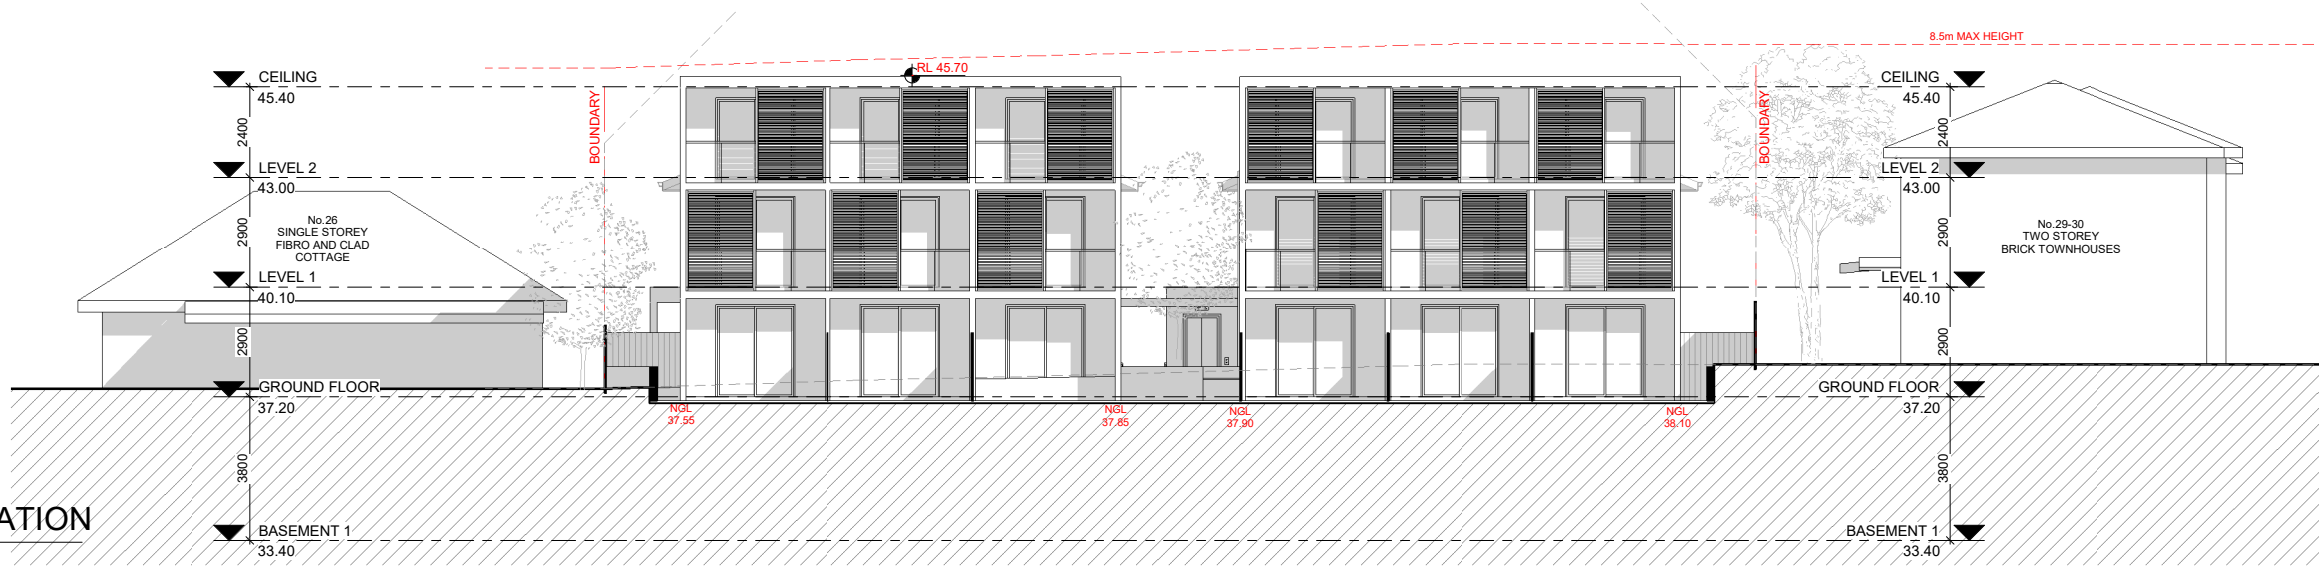 8.5m MAX HEIGHT
RL 45.70
CEILING
45.40
CEILING
45.40
BOUNDARY
BOUNDARY
2400
2400
LEVEL 2
43.00
LEVEL 2
43.00
No.26
SINGLE STOREY
FIBRO AND CLAD
COTTAGE
No.29-30
TWO STOREY
BRICK TOWNHOUSES
2900
2900
LEVEL 1
40.10
LEVEL 1
40.10
2900
2900
GROUND FLOOR
37.20
GROUND FLOOR
37.20
NGL
37.55
NGL
37.85
NGL
37.90
NGL
38.10
3800
3800
ATION
BASEMENT 1
33.40
BASEMENT 1
33.40